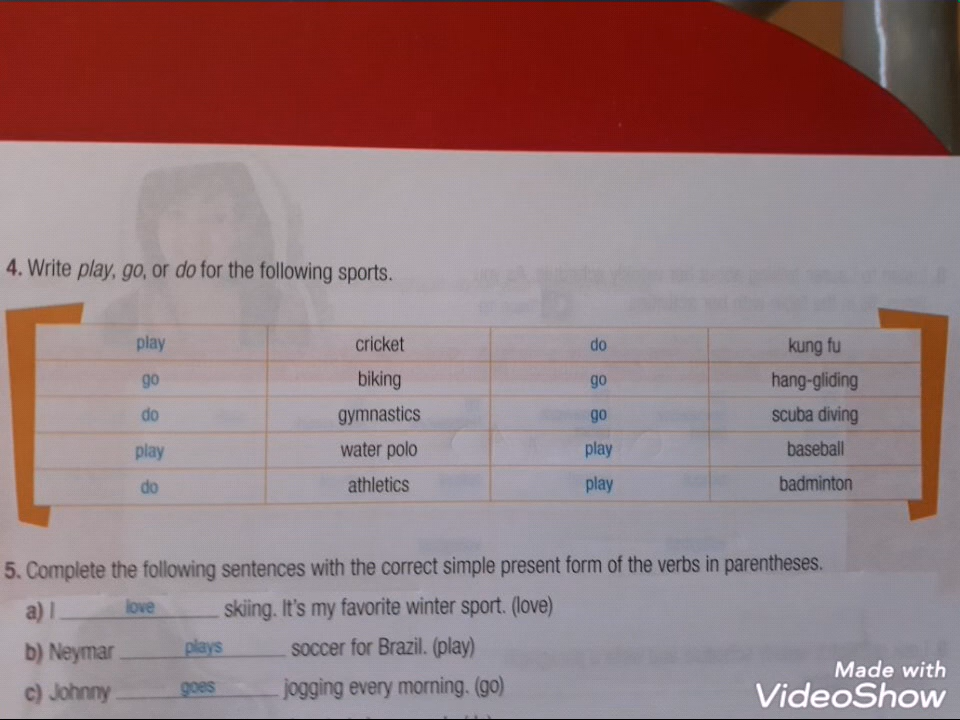 4. Write play, go, or do for the following sports.
play cricket do kung fu
go biking go hang-gliding
do gymnastics go scuba diving
play water polo play baseball
do athletics play badminton
5. Complete the following sentences with the correct simple present form of the verbs in parentheses.
a) I love skiing. It's my favorite winter sport. (love)
b) Neymar plays soccer for Brazil. (play)
c) Johnny goes jogging every morning. (go)
Made with
VideoShow